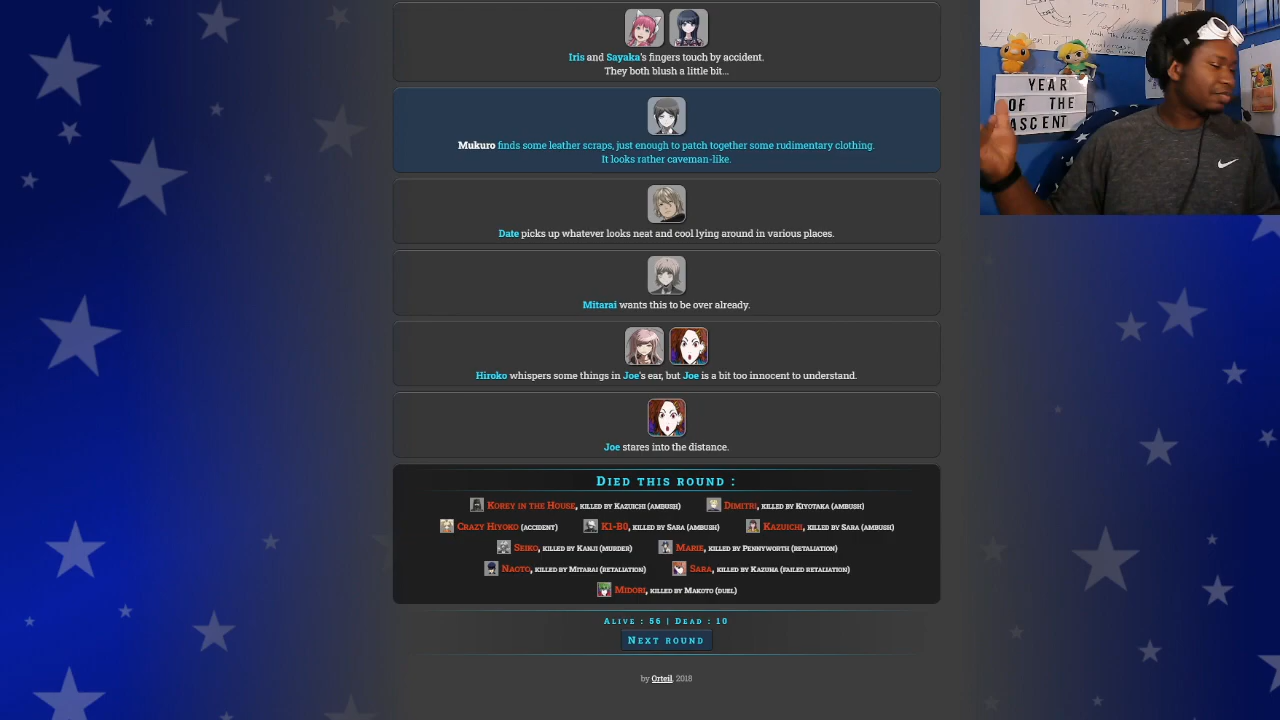 Iris and Sayaka's fingers touch by accident.
They both blush a little bit...
Mukuro finds some leather scraps, just enough to patch together some rudimentary clothing.
It looks rather caveman-like.
Date picks up whatever looks neat and cool lying around in various places.
Mitarai wants this to be over already.
Hiroko whispers some things in Joe's ear, but Joe is a bit too innocent to understand.
Joe stares into the distance.
Died this round :
Korey in the House, killed by Kazuichi (ambush) Dimitri, killed by Kiyotaka (ambush)
Crazy Hiyoko (accident) K1-B0, killed by Sara (ambush) Kazuichi, killed by Sara (ambush)
Seiko, killed by Kanji (murder) Marie, killed by Pennyworth (retaliation)
Naoto, killed by Mitarai (retaliation) Sara, killed by Kazuha (failed retaliation)
Midori, killed by Makoto (duel)
Alive : 56 | Dead : 10
Next round
by Orteil, 2018
YEAR
OF THE
ASCENT